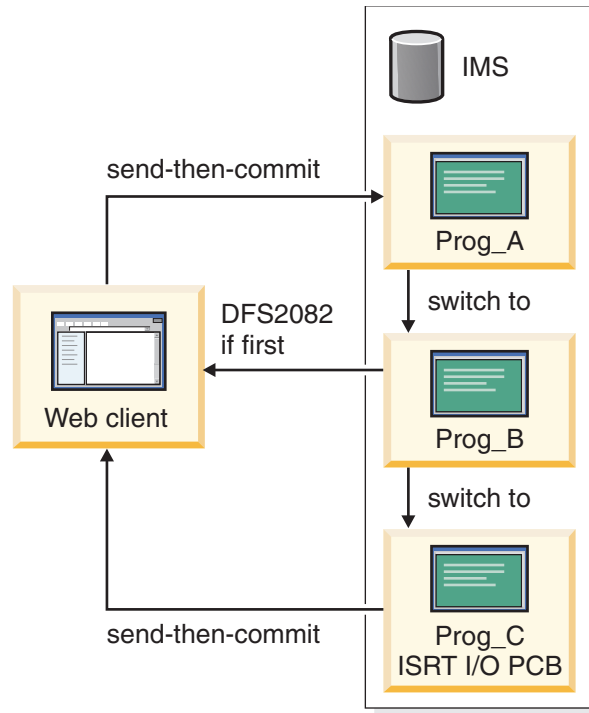 IMS
send-then-commit
Prog_A
switch to
DFS2082
if first
Web client
Prog_B
switch to
send-then-commit
Prog_C
ISRT I/O PCB